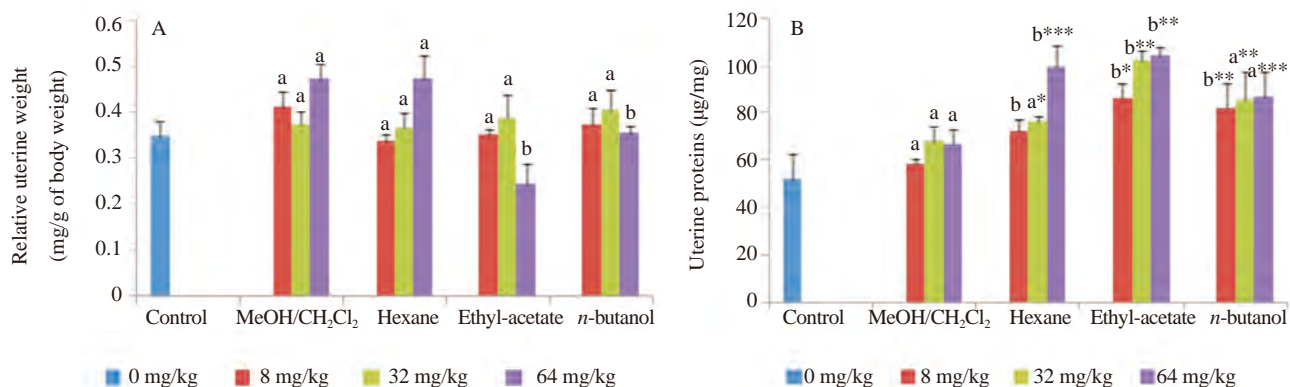 A
Relative uterine weight
(mg/g of body weight)
0.6
0.5
0.4
0.3
0.2
0.1
0
a
a
a
a
a
a
a
a
b
a
a
b
Control
MeOH/CH₂Cl₂
Hexane
Ethyl-acetate
n-butanol
0 mg/kg
8 mg/kg
32 mg/kg
64 mg/kg
B
Uterine proteins (µg/mg)
120
100
80
60
40
20
0
a
a
a
b
a*
b***
b*
b**
b**
b**
a**
a***
Control
MeOH/CH₂Cl₂
Hexane
Ethyl-acetate
n-butanol
0 mg/kg
8 mg/kg
32 mg/kg
64 mg/kg